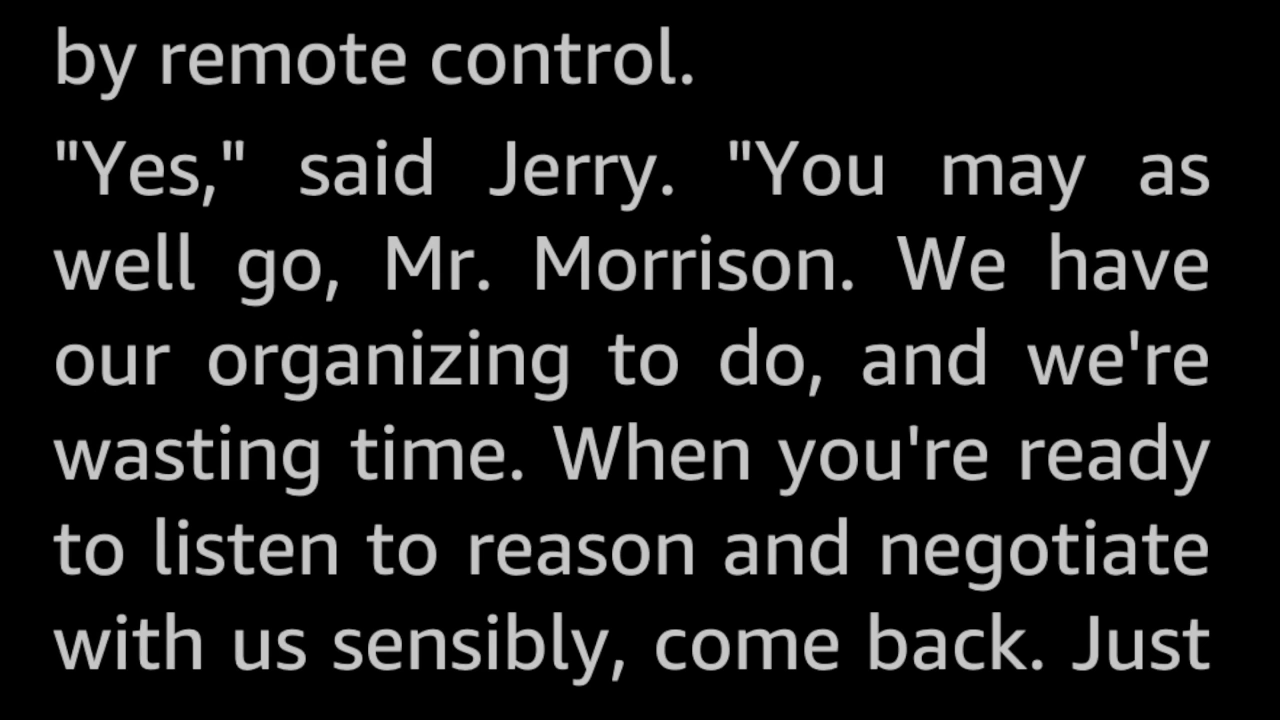 by remote control.
"Yes," said Jerry. "You may as
well go, Mr. Morrison. We have
our organizing to do, and we're
wasting time. When you're ready
to listen to reason and negotiate
with us sensibly, come back. Just